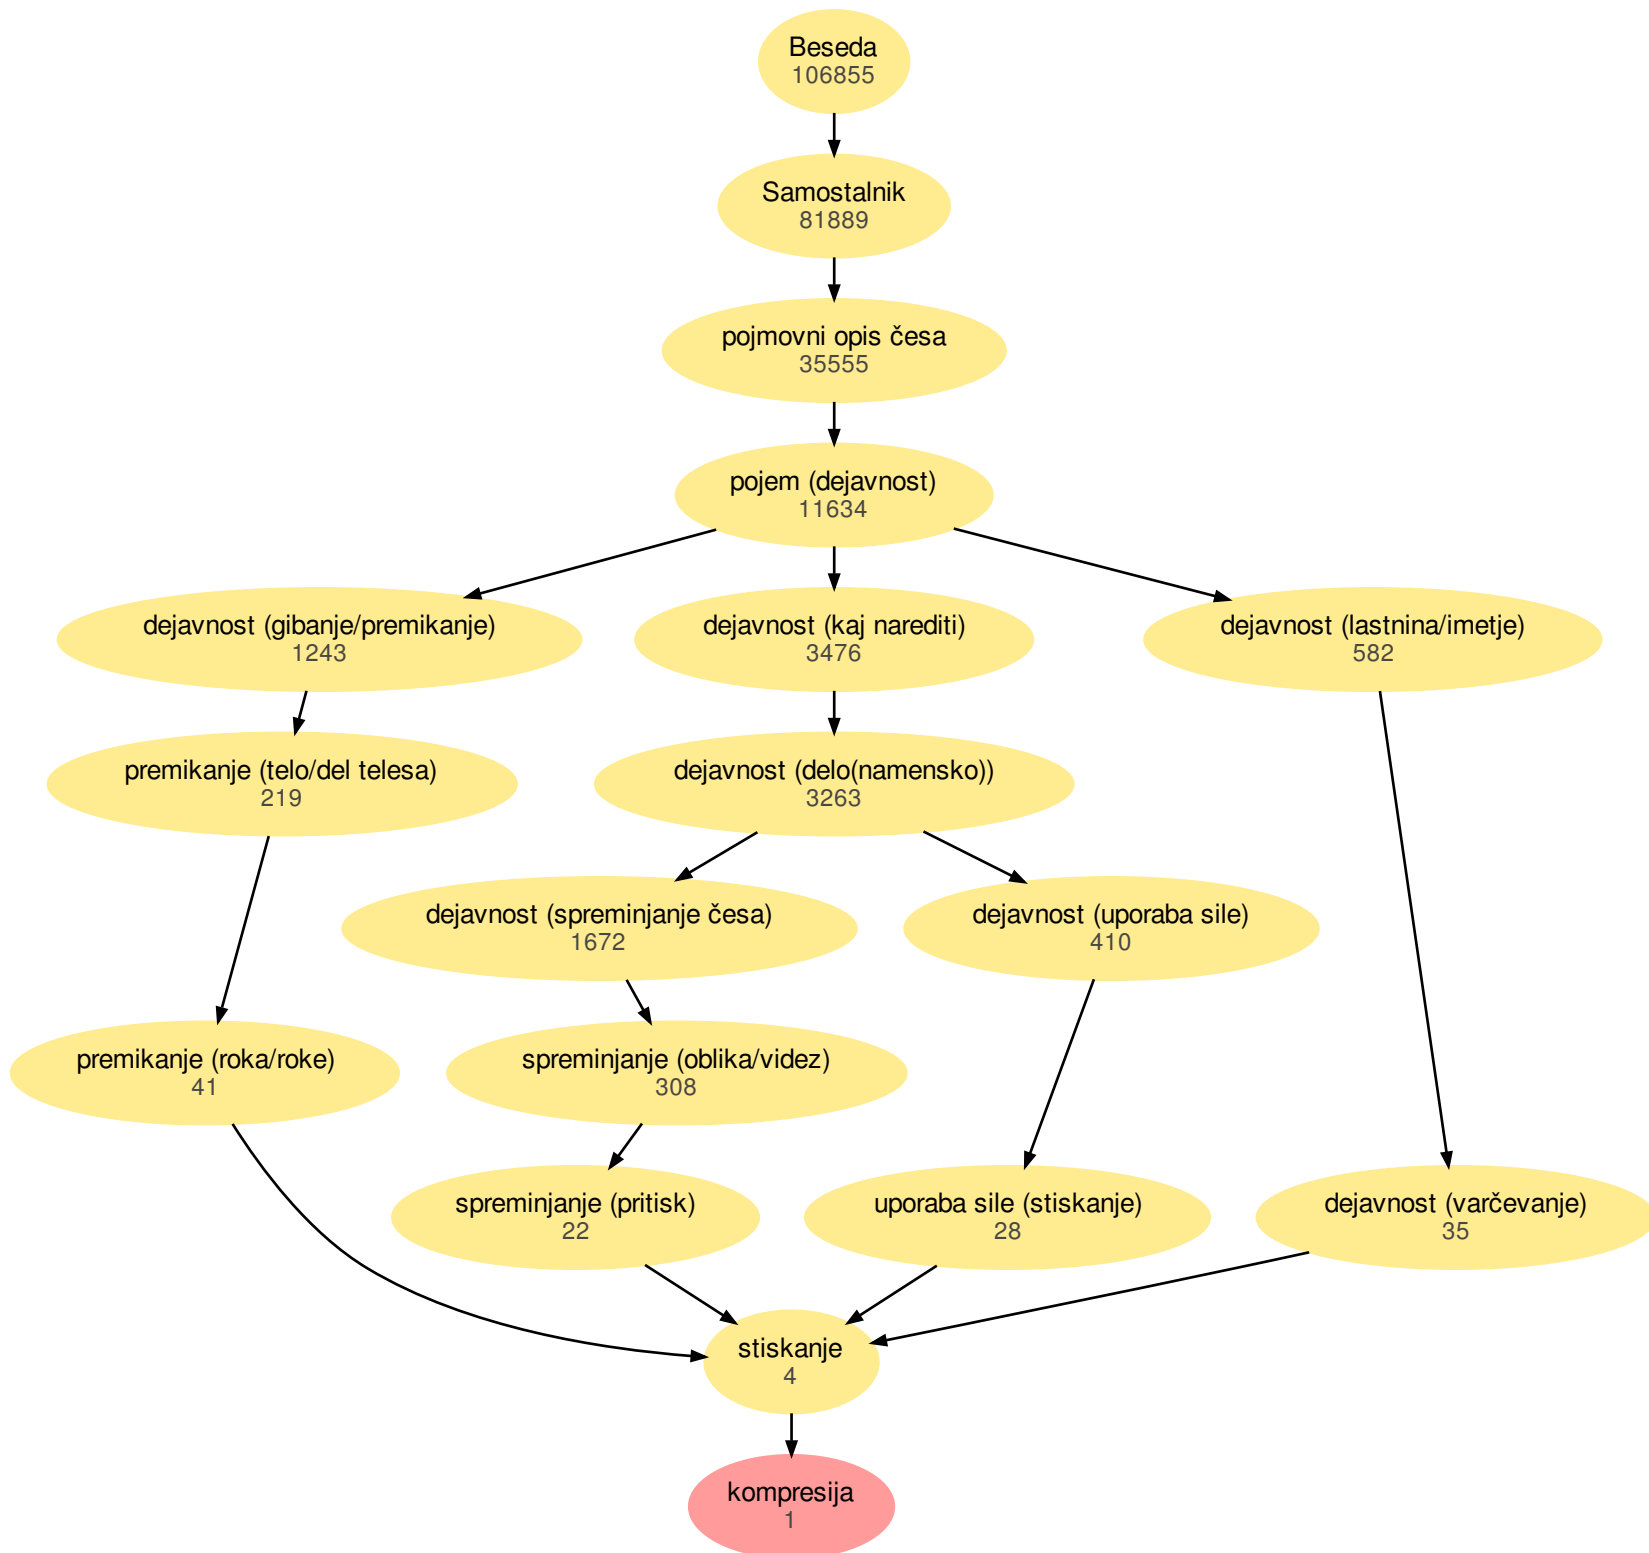 Beseda
106855
Samostalnik
81889
pojmovni opis česa
35555
pojem (dejavnost)
11634
dejavnost (gibanje/premikanje)
1243
dejavnost (kaj narediti)
3476
dejavnost (lastnina/imetje)
582
premikanje (telo/del telesa)
219
dejavnost (delo(namensko))
3263
dejavnost (spreminjanje česa)
1672
dejavnost (uporaba sile)
410
premikanje (roka/roke)
41
spreminjanje (oblika/videz)
308
spreminjanje (pritisk)
22
uporaba sile (stiskanje)
28
dejavnost (varčevanje)
35
stiskanje
4
kompresija
1